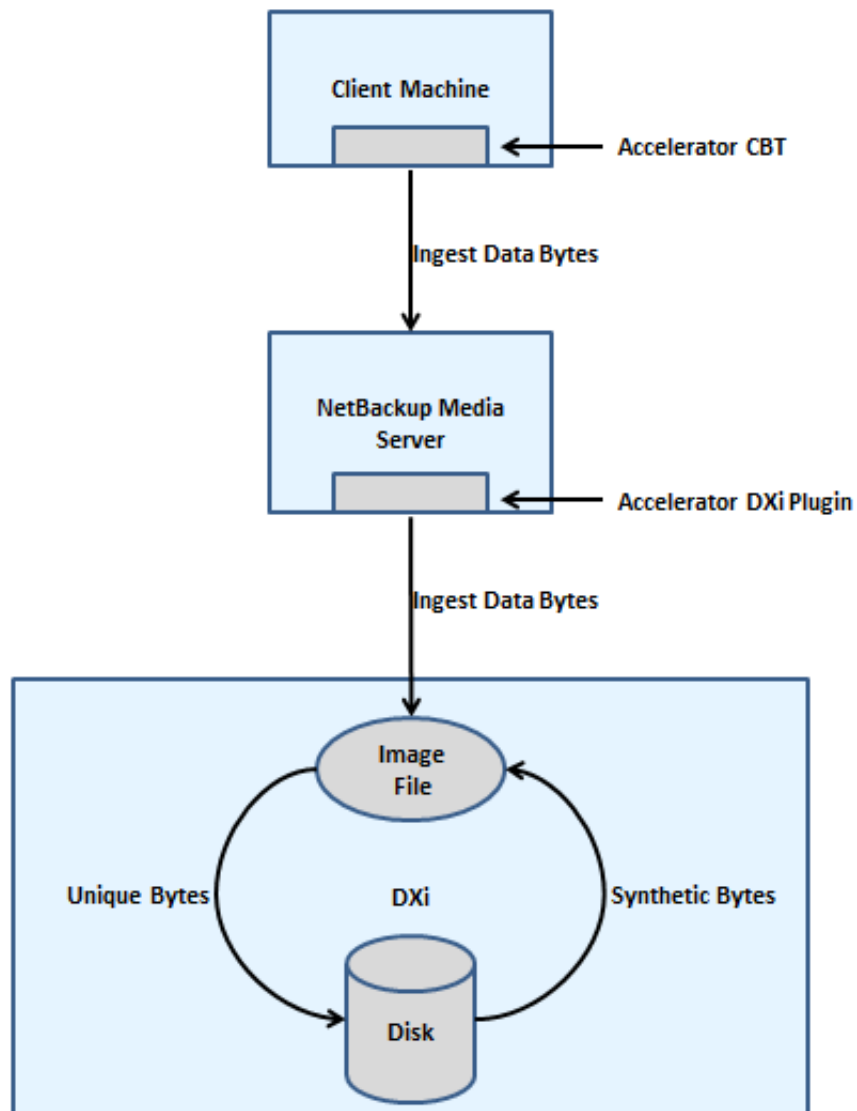 Client Machine
Accelerator CBT
Ingest Data Bytes
NetBackup Media
Server
Accelerator DXi Plugin
Ingest Data Bytes
Image
File
Unique Bytes
DXi
Synthetic Bytes
Disk